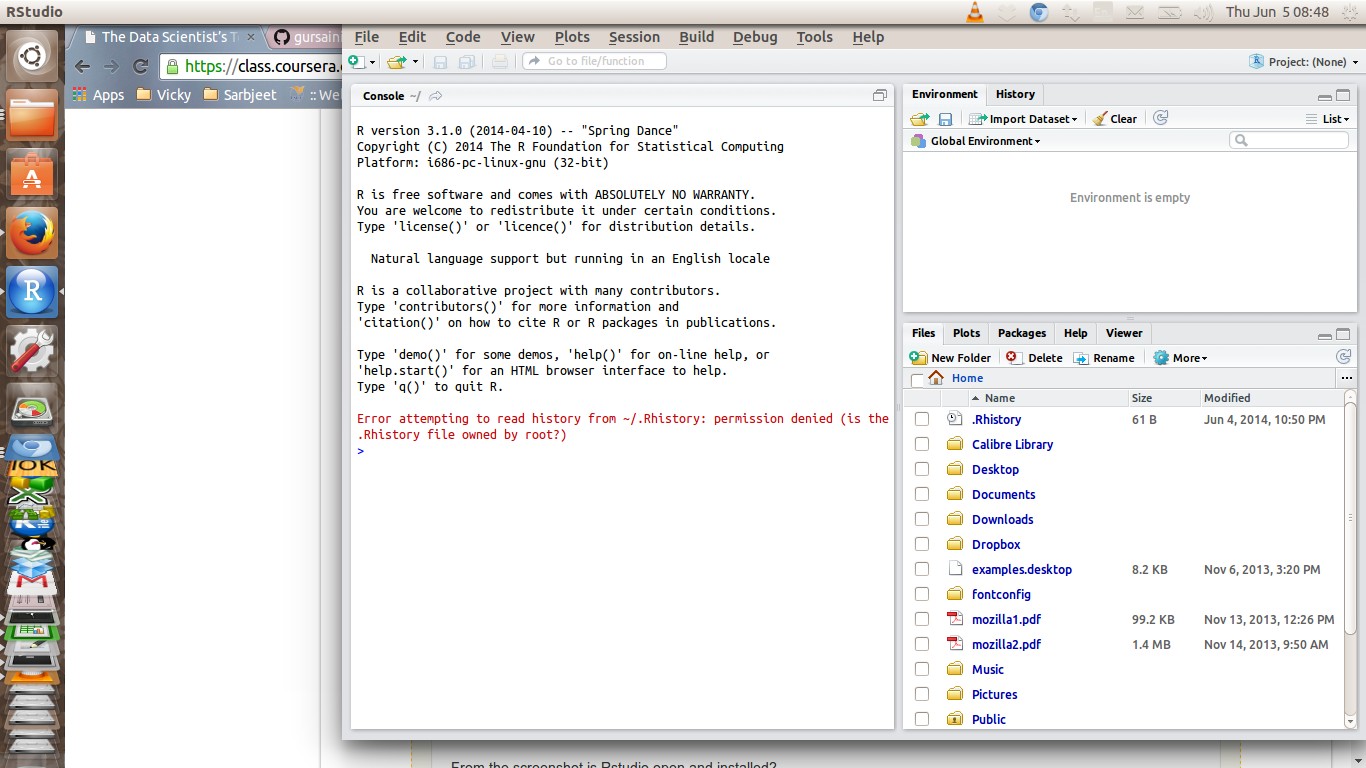 RStudio
Thu Jun 5 08:48
The Data Scientist's T
gursain
https://class.coursera.
Apps Vicky Sarbjeet :: We
File Edit Code View Plots Session Build Debug Tools Help
Go to file/function
Project: (None)
Console ~/
R version 3.1.0 (2014-04-10) -- "Spring Dance"
Copyright (C) 2014 The R Foundation for Statistical Computing
Platform: i686-pc-linux-gnu (32-bit)
R is free software and comes with ABSOLUTELY NO WARRANTY.
You are welcome to redistribute it under certain conditions.
Type 'license()' or 'licence()' for distribution details.
Natural language support but running in an English locale
R is a collaborative project with many contributors.
Type 'contributors()' for more information and
'citation()' on how to cite R or R packages in publications.
Type 'demo()' for some demos, 'help()' for on-line help, or
'help.start()' for an HTML browser interface to help.
Type 'q()' to quit R.
Error attempting to read history from ~/.Rhistory: permission denied (is the
.Rhistory file owned by root?)
>
Environment History
Import Dataset Clear List
Global Environment
Environment is empty
Files Plots Packages Help Viewer
New Folder Delete Rename More
Home ...
Name Size Modified
.Rhistory 61 B Jun 4, 2014, 10:50 PM
Calibre Library
Desktop
Documents
Downloads
Dropbox
examples.desktop 8.2 KB Nov 6, 2013, 3:20 PM
fontconfig
mozilla1.pdf 99.2 KB Nov 13, 2013, 12:26 PM
mozilla2.pdf 1.4 MB Nov 14, 2013, 9:50 AM
Music
Pictures
Public
From the screenshot is Rstudio open and installed?